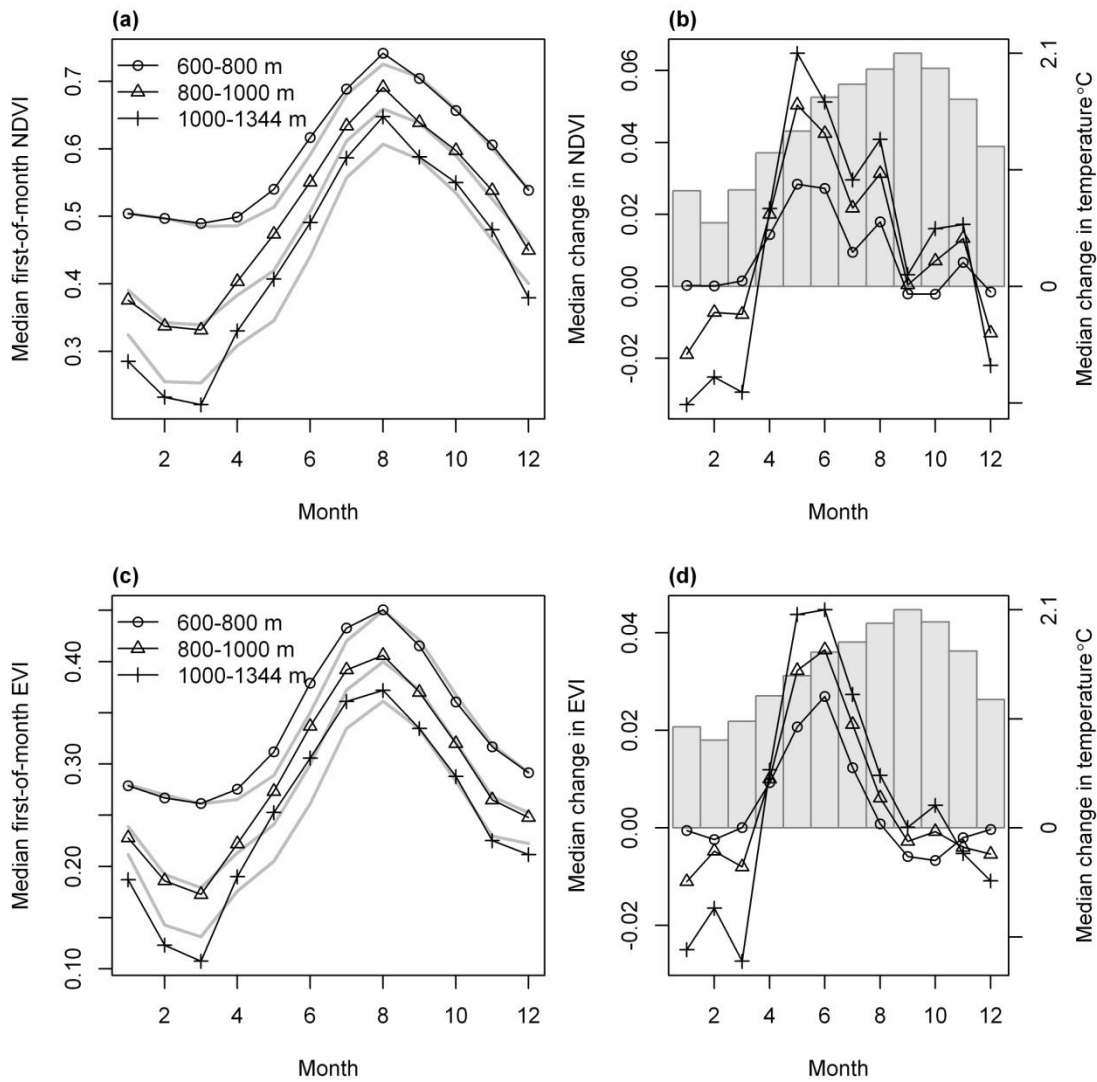 (a)
600-800 m
800-1000 m
1000-1344 m
Median first-of-month NDVI
0.3 0.4 0.5 0.6 0.7
2 4 6 8 10 12
Month
(b)
Median change in NDVI
-0.02 0.00 0.02 0.04 0.06
0 2.1
Median change in temperature°C
2 4 6 8 10 12
Month
(c)
600-800 m
800-1000 m
1000-1344 m
Median first-of-month EVI
0.10 0.20 0.30 0.40
2 4 6 8 10 12
Month
(d)
Median change in EVI
-0.02 0.00 0.02 0.04
0 2.1
Median change in temperature°C
2 4 6 8 10 12
Month